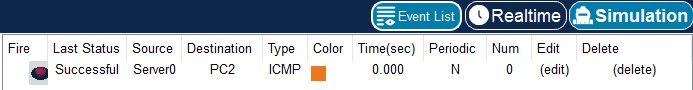 Event List Realtime Simulation
Fire Last Status Source Destination Type Color Time(sec) Periodic Num Edit Delete
Successful Server0 PC2 ICMP 0.000 N 0 (edit) (delete)